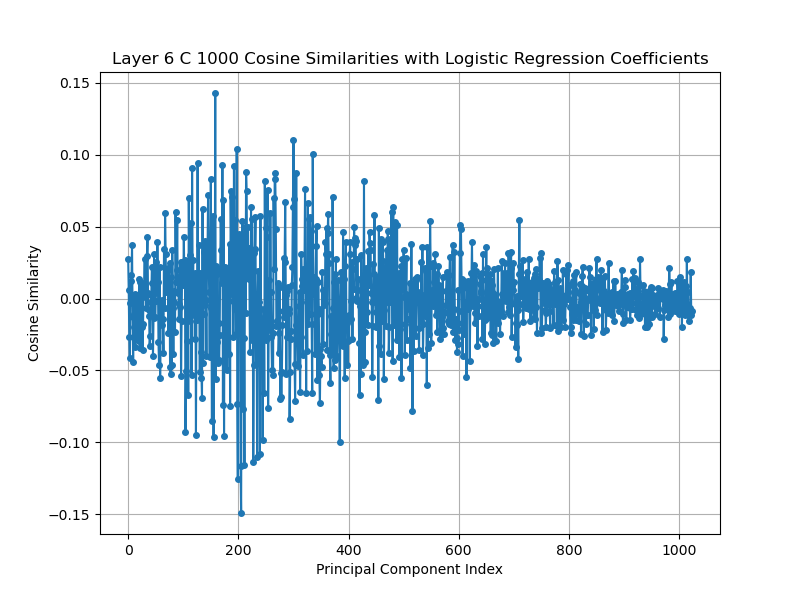 Layer 6 C 1000 Cosine Similarities with Logistic Regression Coefficients
0.15
0.10
0.05
0.00
−0.05
−0.10
−0.15
Cosine Similarity
0 200 400 600 800 1000
Principal Component Index